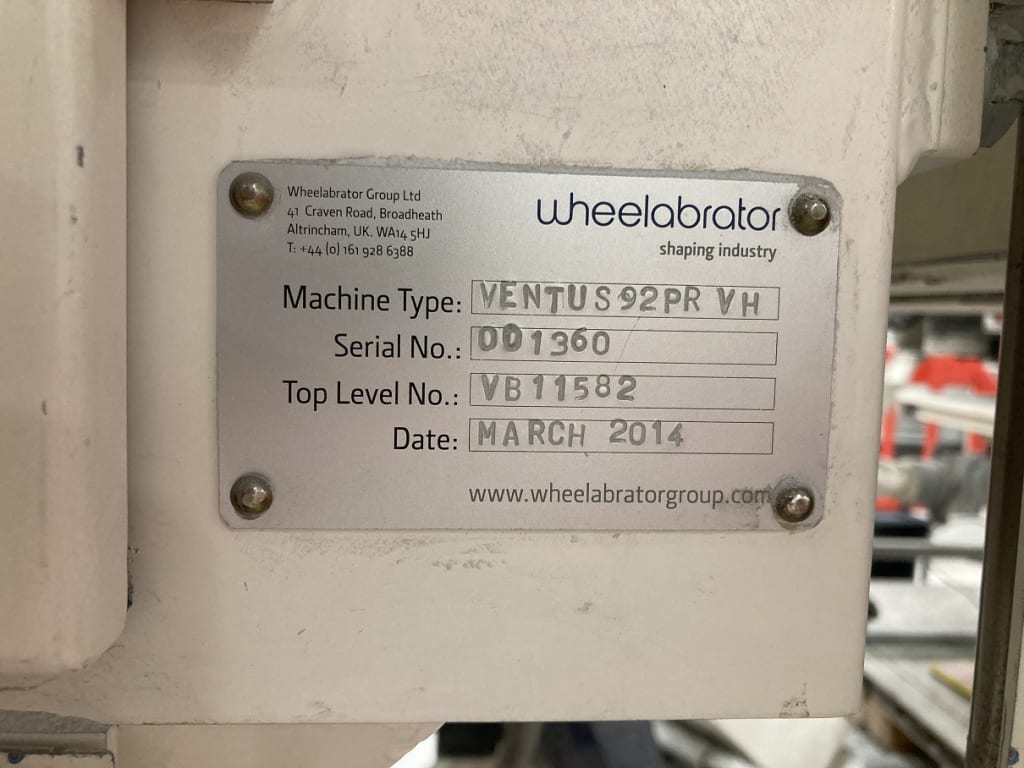 Wheelabrator Group Ltd
41 Craven Road, Broadheath
Altrincham, UK. WA14 5HJ
T: +44 (0) 161 928 6388
wheelabrator
shaping industry
Machine Type: VENTUS 92PR VH
Serial No.: 001360
Top Level No.: VB11582
Date: MARCH 2014
www.wheelabratorgroup.com